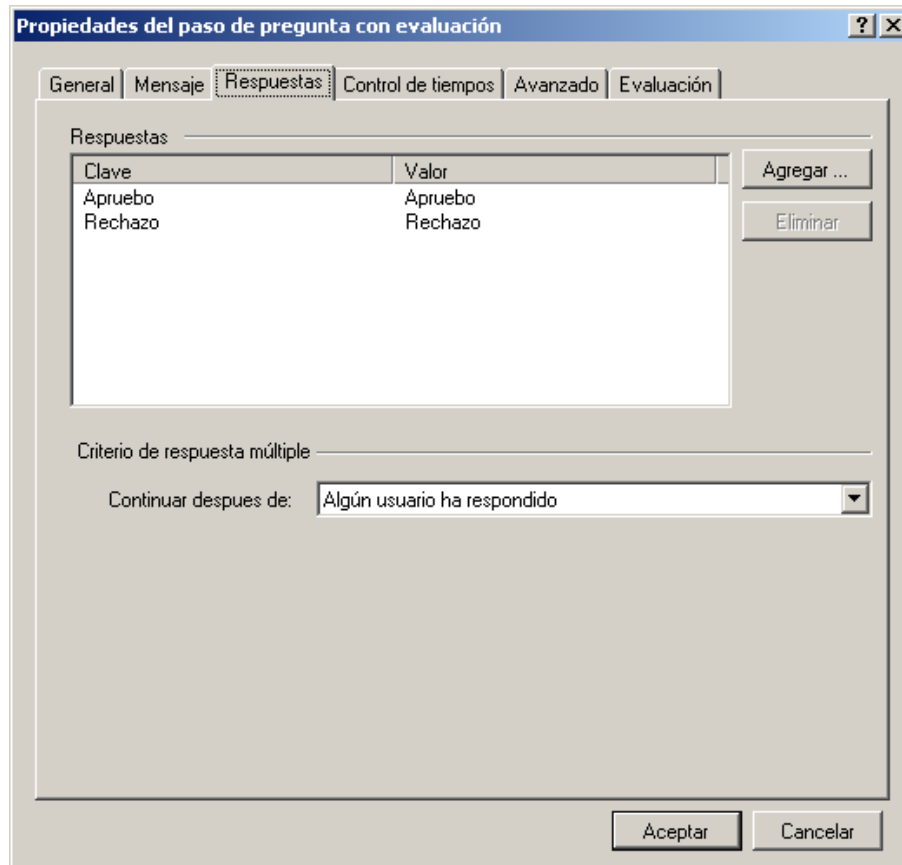 Propiedades del paso de pregunta con evaluación
General Mensaje Respuestas Control de tiempos Avanzado Evaluación
Respuestas
Clave Valor Agregar ...
Apruebo Apruebo
Rechazo Rechazo Eliminar
Criterio de respuesta múltiple
Continuar despues de: Algún usuario ha respondido
Aceptar Cancelar